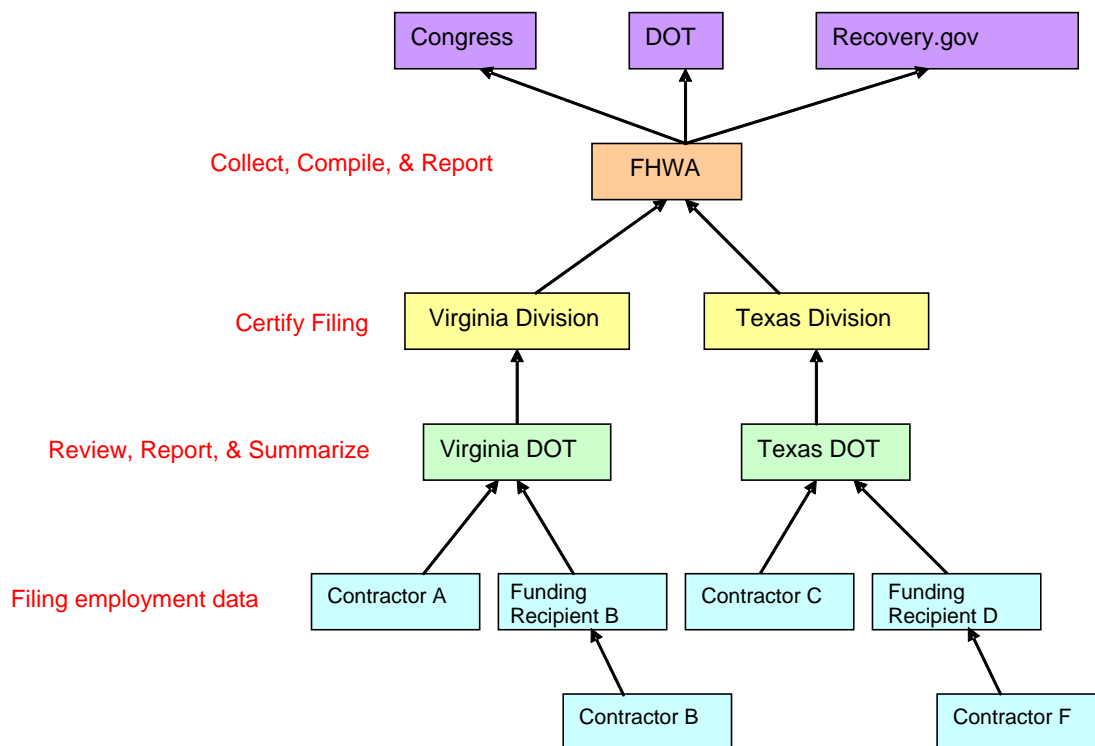 Congress
DOT
Recovery.gov
Collect, Compile, & Report
FHWA
Certify Filing
Virginia Division
Texas Division
Review, Report, & Summarize
Virginia DOT
Texas DOT
Filing employment data
Contractor A
Funding
Recipient B
Contractor C
Funding
Recipient D
Contractor B
Contractor F